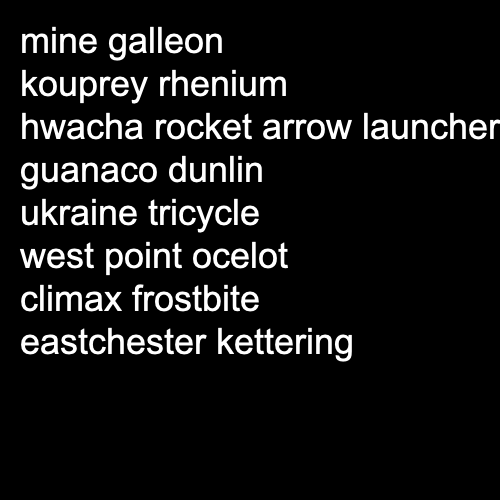 mine galleon
kouprey rhenium
hwacha rocket arrow launcher
guanaco dunlin
ukraine tricycle
west point ocelot
climax frostbite
eastchester kettering